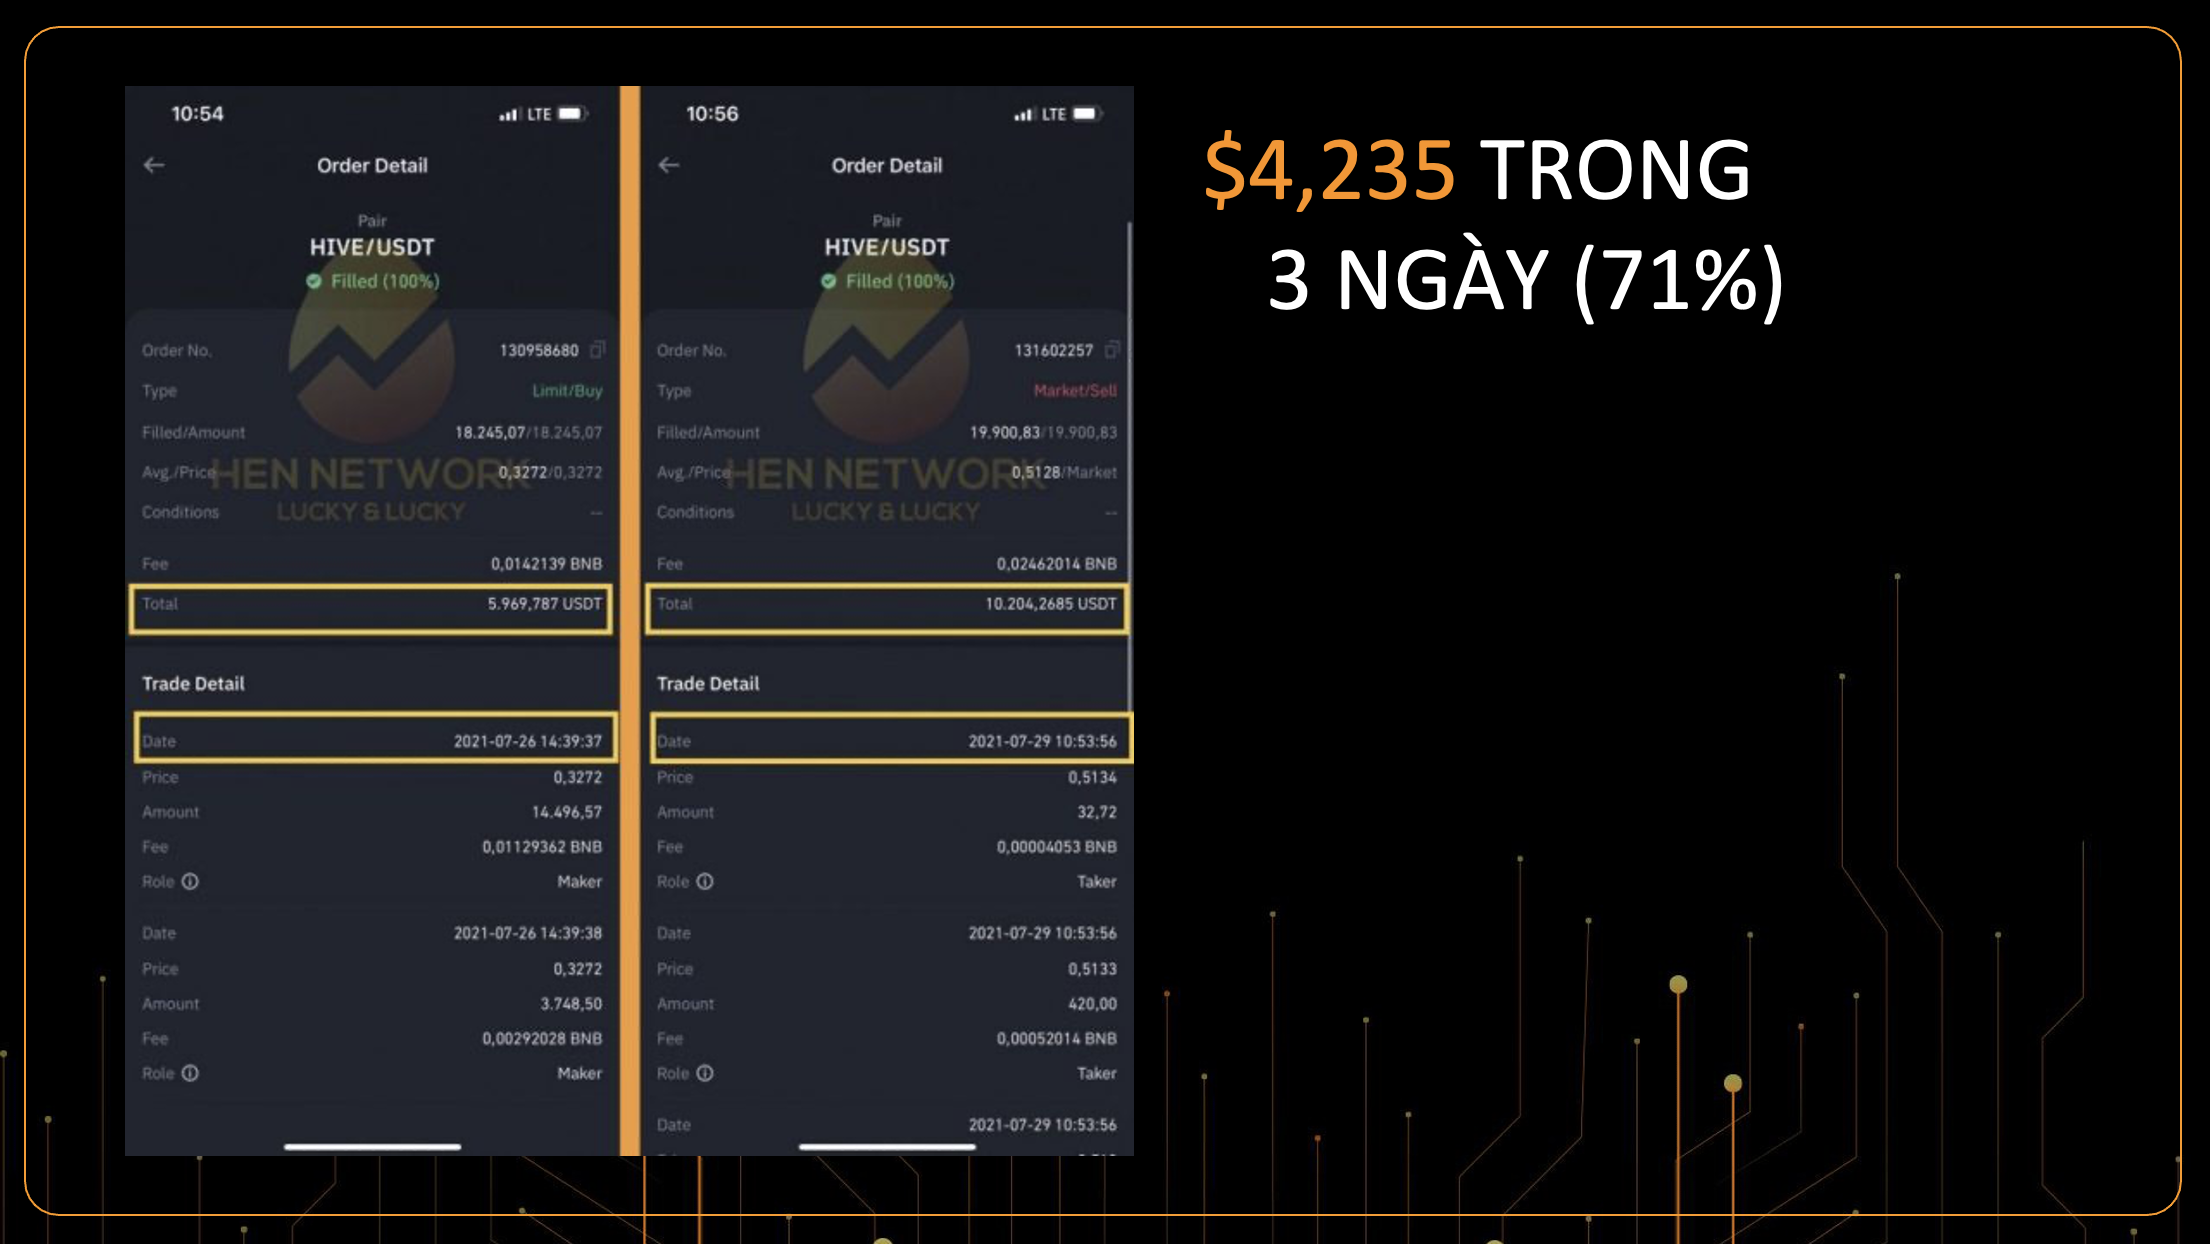 $4,235 TRONG
3 NGÀY (71%)
10:54
LTE
Order Detail
Pair
HIVE/USDT
Filled (100%)
Order No. 130958680
Type Limit/Buy
Filled/Amount 18.245,07/18.245,07
Avg./Price 0,3272/0,3272
Conditions --
Fee 0,0142139 BNB
Total 5.969,787 USDT
Trade Detail
Date 2021-07-26 14:39:37
Price 0,3272
Amount 14.496,57
Fee 0,01129362 BNB
Role Maker
Date 2021-07-26 14:39:38
Price 0,3272
Amount 3.748,50
Fee 0,00292028 BNB
Role Maker
HEN NETWORK
LUCKY & LUCKY
10:56
LTE
Order Detail
Pair
HIVE/USDT
Filled (100%)
Order No. 131602257
Type Market/Sell
Filled/Amount 19.900,83/19.900,83
Avg./Price 0,5128/Market
Conditions --
Fee 0,02462014 BNB
Total 10.204,2685 USDT
Trade Detail
Date 2021-07-29 10:53:56
Price 0,5134
Amount 32,72
Fee 0,00004053 BNB
Role Taker
Date 2021-07-29 10:53:56
Price 0,5133
Amount 420,00
Fee 0,00052014 BNB
Role Taker
Date 2021-07-29 10:53:56
HEN NETWORK
LUCKY & LUCKY